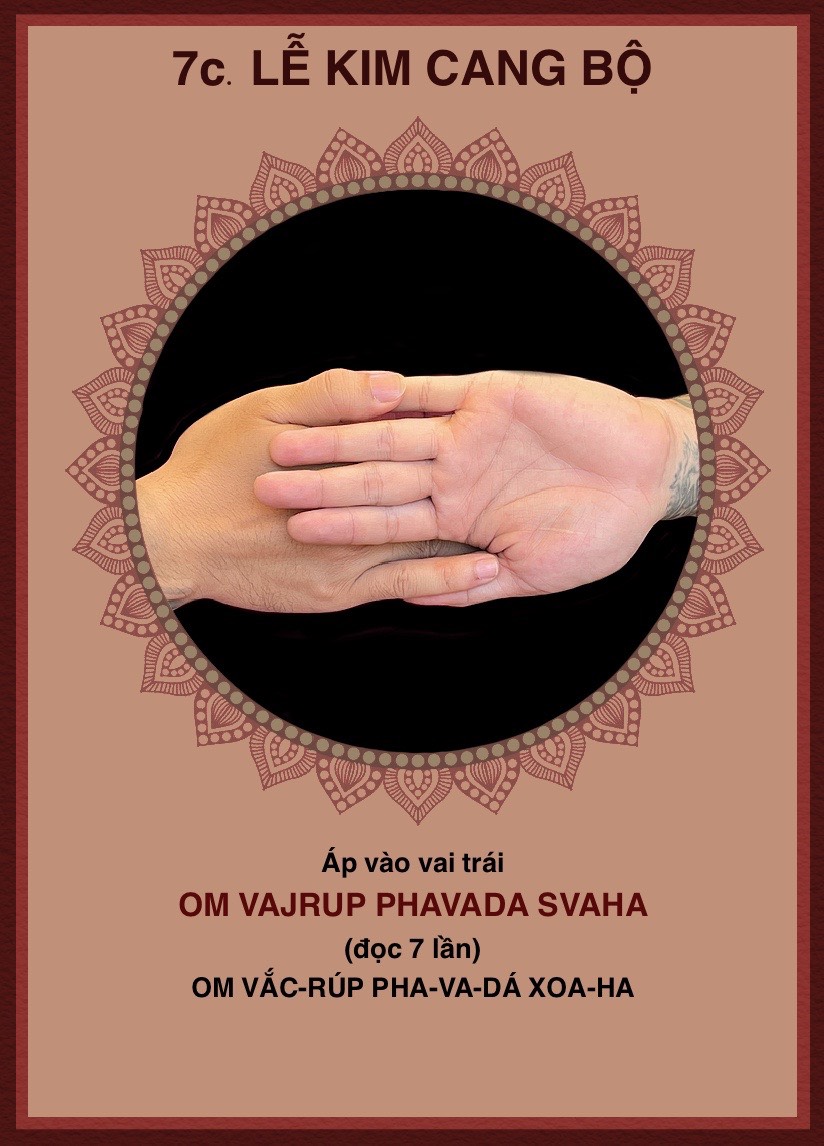 7c. LỄ KIM CANG BỘ
Áp vào vai trái
OM VAJRUP PHAVADA SVAHA
(đọc 7 lần)
OM VẮC-RÚP PHA-VA-DÁ XOA-HA